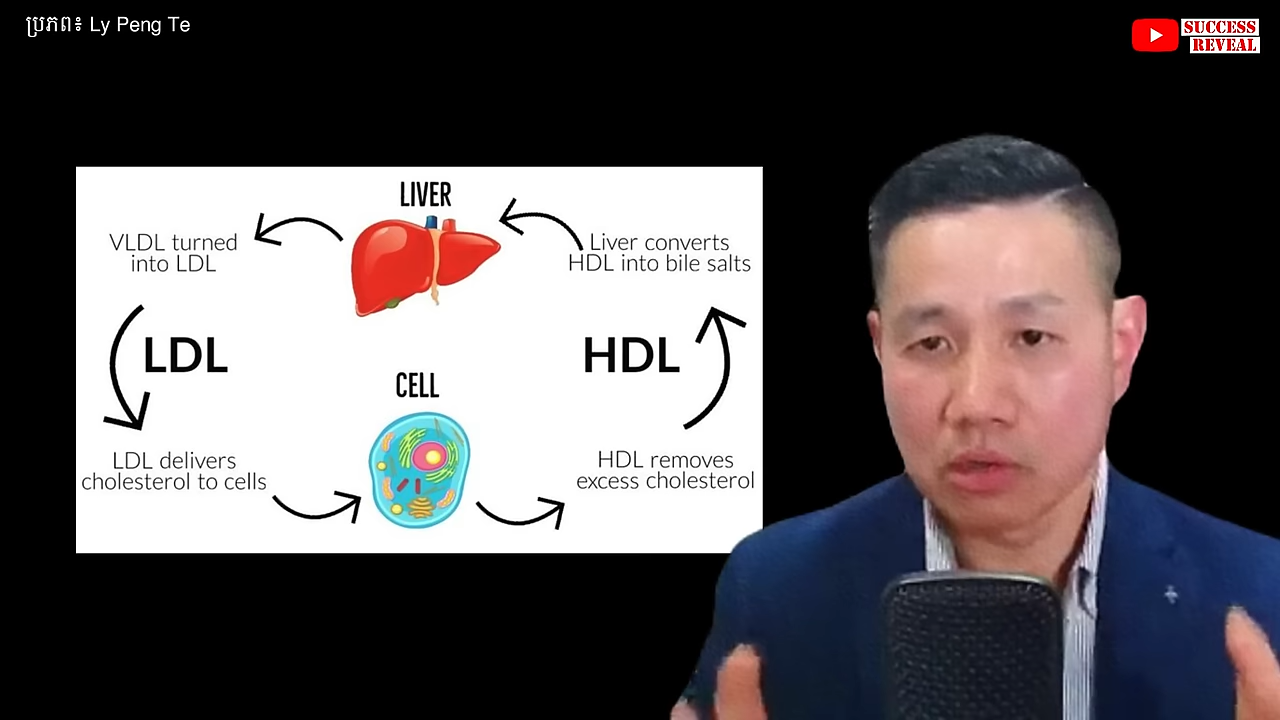 ប្រភព៖ Ly Peng Te
SUCCESS
REVEAL
LIVER
VLDL turned
into LDL
Liver converts
HDL into bile salts
LDL
HDL
CELL
LDL delivers
cholesterol to cells
HDL removes
excess cholesterol